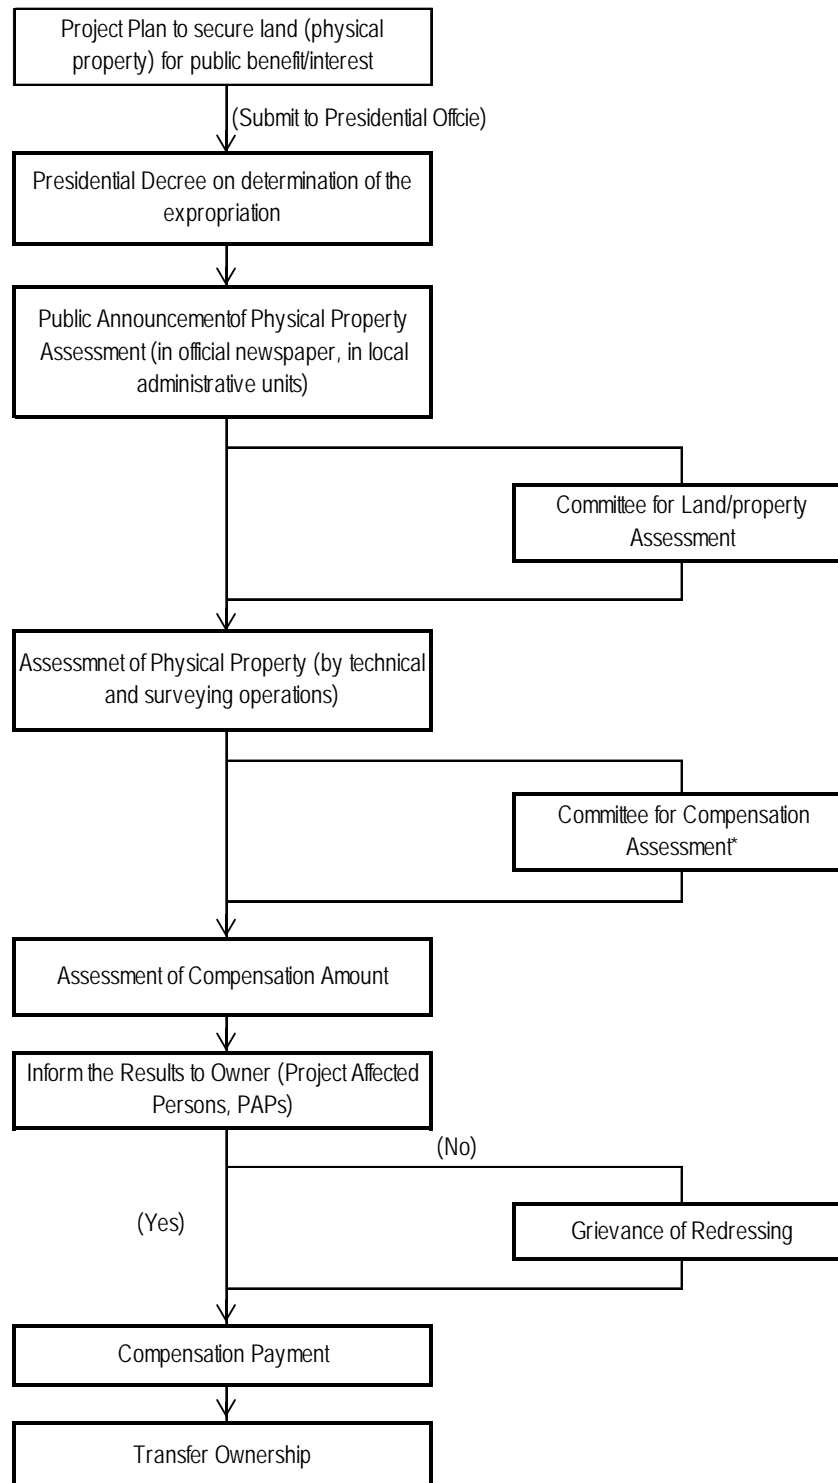 Project Plan to secure land (physical
property) for public benefit/interest
(Submit to Presidential Offcie)
Presidential Decree on determination of the
expropriation
Public Announcementof Physical Property
Assessment (in official newspaper, in local
administrative units)
Committee for Land/property
Assessment
Assessmnet of Physical Property (by technical
and surveying operations)
Committee for Compensation
Assessment*
Assessment of Compensation Amount
Inform the Results to Owner (Project Affected
Persons, PAPs)
(No)
(Yes)
Grievance of Redressing
Compensation Payment
Transfer Ownership